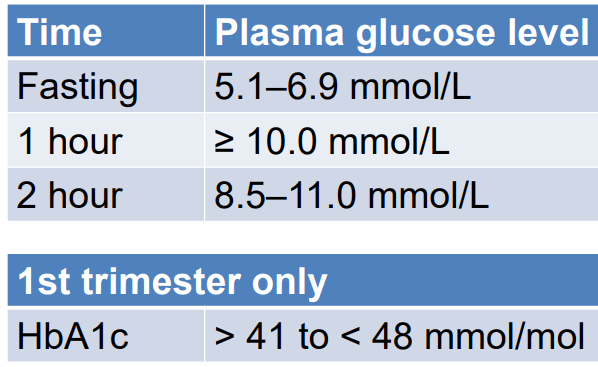 Time Plasma glucose level
Fasting 5.1–6.9 mmol/L
1 hour ≥ 10.0 mmol/L
2 hour 8.5–11.0 mmol/L
1st trimester only
HbA1c > 41 to < 48 mmol/mol